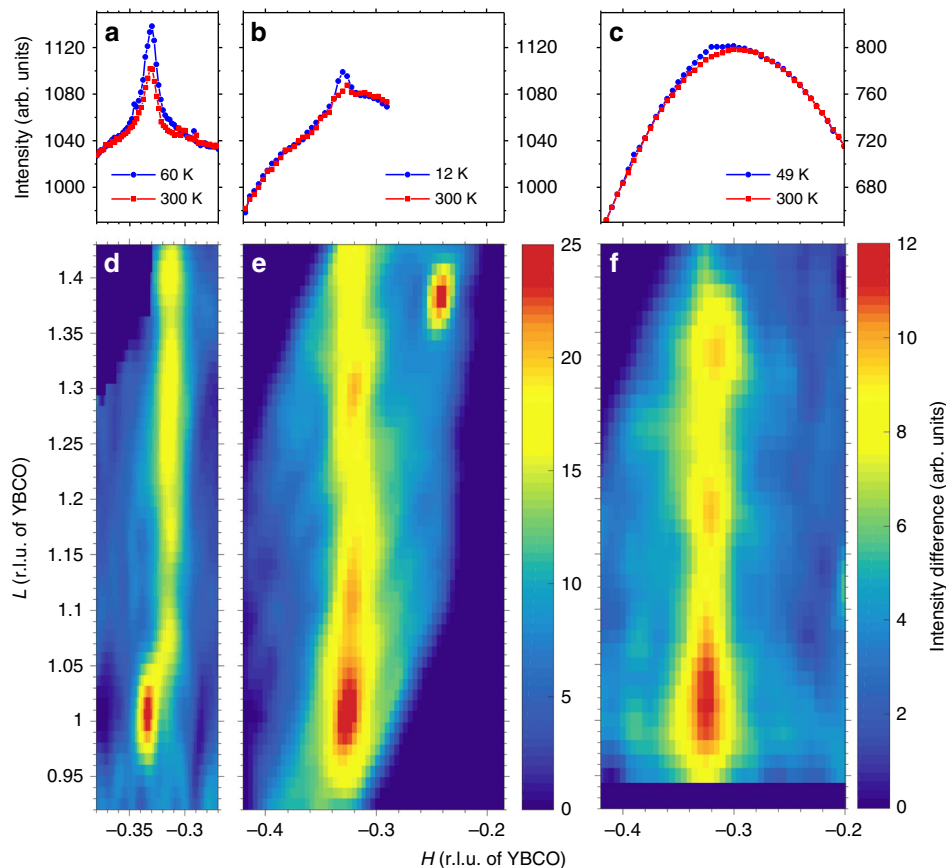 a
b
c
Intensity (arb. units)
1120
1080
1040
1000
60 K
300 K
12 K
300 K
1120
1080
1040
1000
49 K
300 K
800
760
720
680
d
e
f
L (r.l.u. of YBCO)
1.4
1.35
1.3
1.25
1.2
1.15
1.1
1.05
1
0.95
25
20
15
10
5
0
12
10
8
6
4
2
0
Intensity difference (arb. units)
−0.33 −0.3
−0.4 −0.3 −0.2
−0.4 −0.3 −0.2
H (r.l.u. of YBCO)